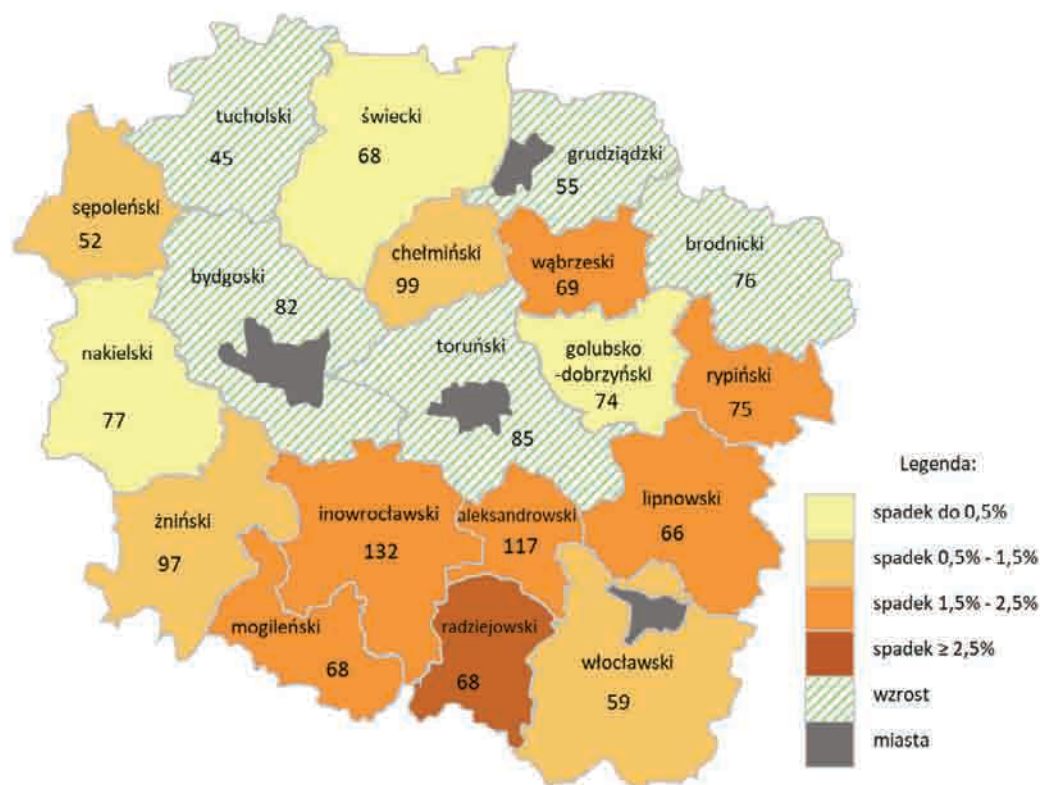 tucholski
45
świecki
68
grudziądzki
55
sępoleński
52
chełmiński
99
wąbrzeski
69
brodnicki
76
bydgoski
82
nakielski
77
toruński
85
golubsko
-dobrzyński
74
rypiński
75
żniński
97
inowrocławski
132
aleksandrowski
117
lipnowski
66
mogileński
68
radziejowski
68
włocławski
59
Legenda:
spadek do 0,5%
spadek 0,5% - 1,5%
spadek 1,5% - 2,5%
spadek ≥ 2,5%
wzrost
miasta